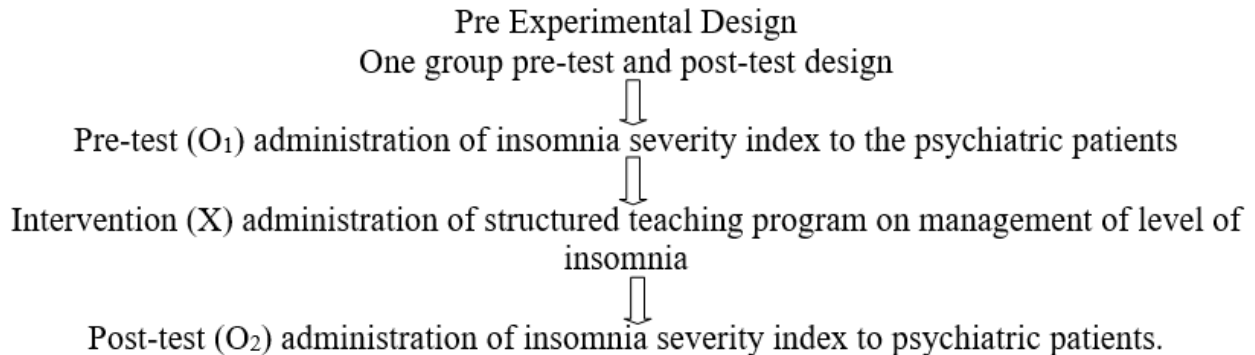 Pre Experimental Design
One group pre-test and post-test design
Pre-test (O₁) administration of insomnia severity index to the psychiatric patients
Intervention (X) administration of structured teaching program on management of level of
insomnia
Post-test (O₂) administration of insomnia severity index to psychiatric patients.